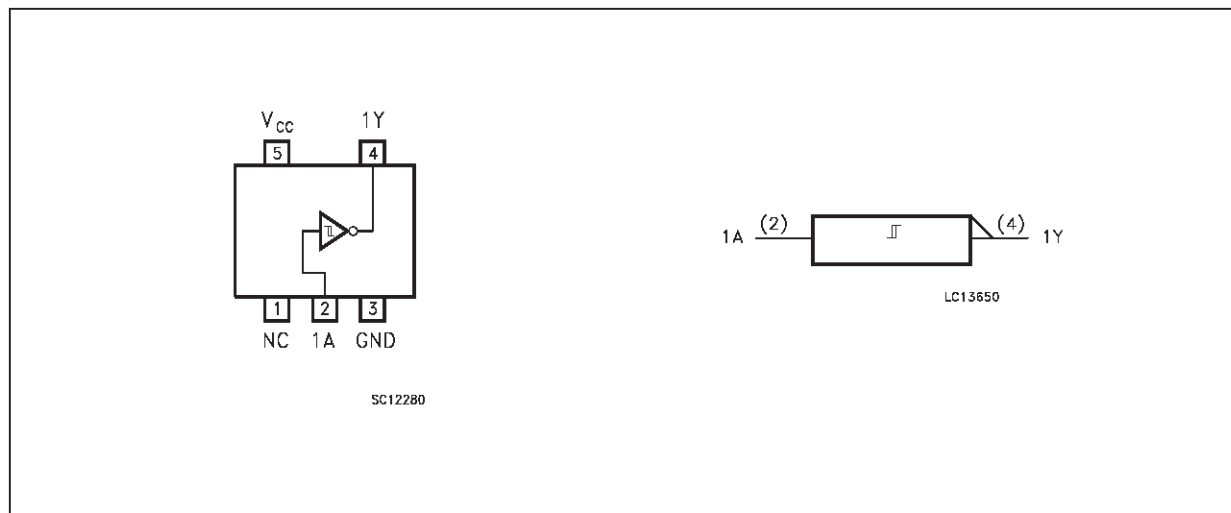 VCC 1Y
5 4
1 2 3
NC 1A GND
SC12280
1A (2) (4) 1Y
LC13650